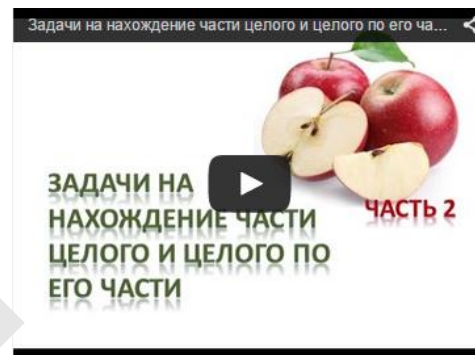 Задачи на нахождение части целого и целого по его ча...
ЗАДАЧИ НА
НАХОЖДЕНИЕ ЧАСТИ
ЦЕЛОГО И ЦЕЛОГО ПО
ЕГО ЧАСТИ
ЧАСТЬ 2